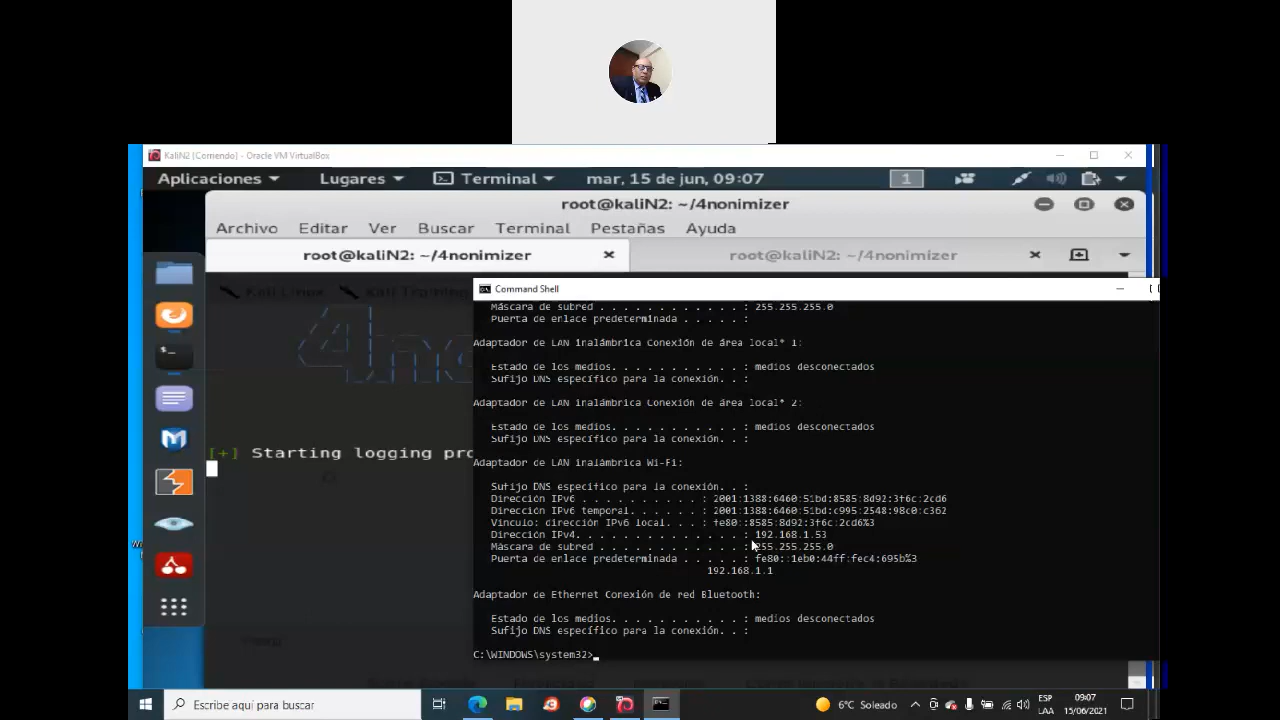 KaliN2 [Corriendo] - Oracle VM VirtualBox
Aplicaciones Lugares Terminal mar, 15 de jun, 09:07 1
root@kaliN2: ~/4nonimizer
Archivo Editar Ver Buscar Terminal Pestañas Ayuda
root@kaliN2: ~/4nonimizer root@kaliN2: ~/4nonimizer
Kali Linux Kali Training
[+] Starting logging pro
Command Shell
Máscara de subred . . . . . . . . . . . . : 255.255.255.0
Puerta de enlace predeterminada . . . . . :
Adaptador de LAN inalámbrica Conexión de área local* 1:
Estado de los medios. . . . . . . . . . . : medios desconectados
Sufijo DNS específico para la conexión. . :
Adaptador de LAN inalámbrica Conexión de área local* 2:
Estado de los medios. . . . . . . . . . . : medios desconectados
Sufijo DNS específico para la conexión. . :
Adaptador de LAN inalámbrica Wi-Fi:
Sufijo DNS específico para la conexión. . :
Dirección IPv6 . . . . . . . . . . : 2001:1388:6460:51bd:8585:8d92:3f6c:2cd6
Dirección IPv6 temporal. . . . . . : 2001:1388:6460:51bd:c995:2548:98c0:c362
Vínculo: dirección IPv6 local. . . : fe80::8585:8d92:3f6c:2cd6%3
Dirección IPv4. . . . . . . . . . . . . . : 192.168.1.53
Máscara de subred . . . . . . . . . . . . : 255.255.255.0
Puerta de enlace predeterminada . . . . . : fe80::1eb0:44ff:fec4:695b%3
192.168.1.1
Adaptador de Ethernet Conexión de red Bluetooth:
Estado de los medios. . . . . . . . . . . : medios desconectados
Sufijo DNS específico para la conexión. . :
C:\WINDOWS\system32>
Escribe aquí para buscar 6°C Soleado ESP 09:07
LAA 15/06/2021